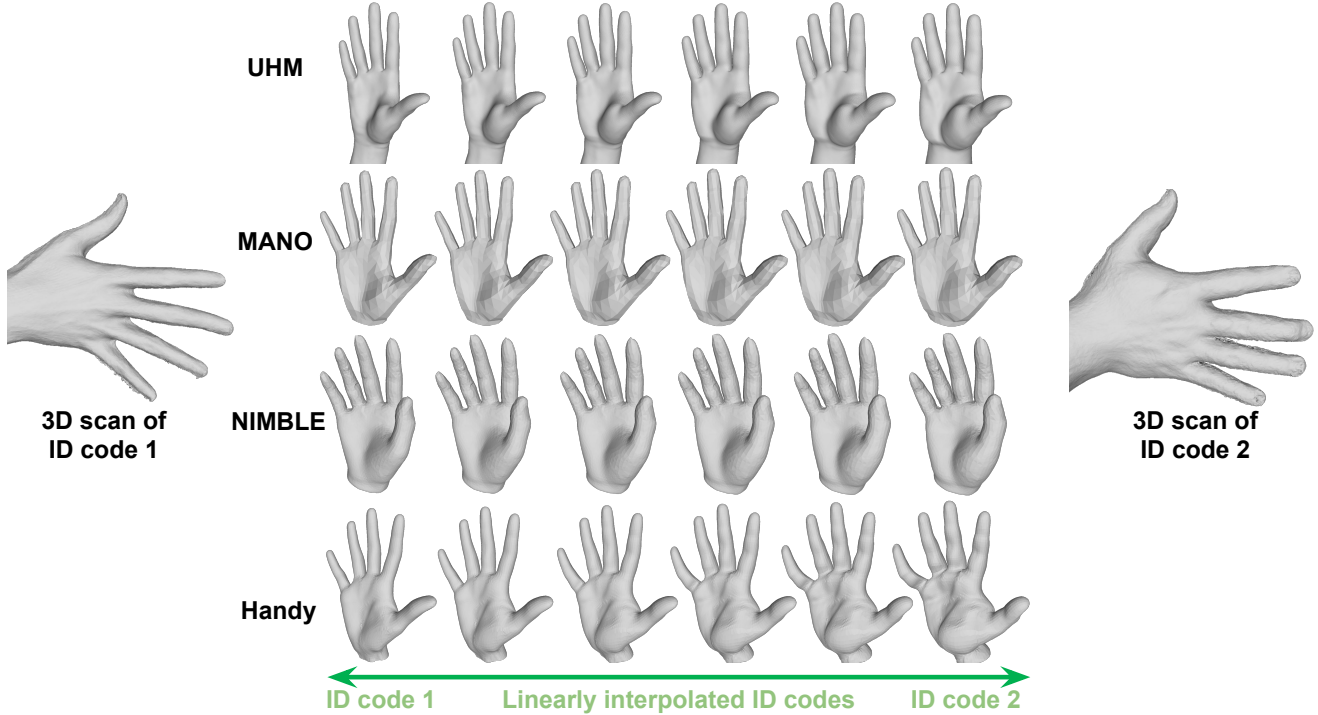 UHM
MANO
NIMBLE
Handy
3D scan of
ID code 1
3D scan of
ID code 2
ID code 1
Linearly interpolated ID codes
ID code 2